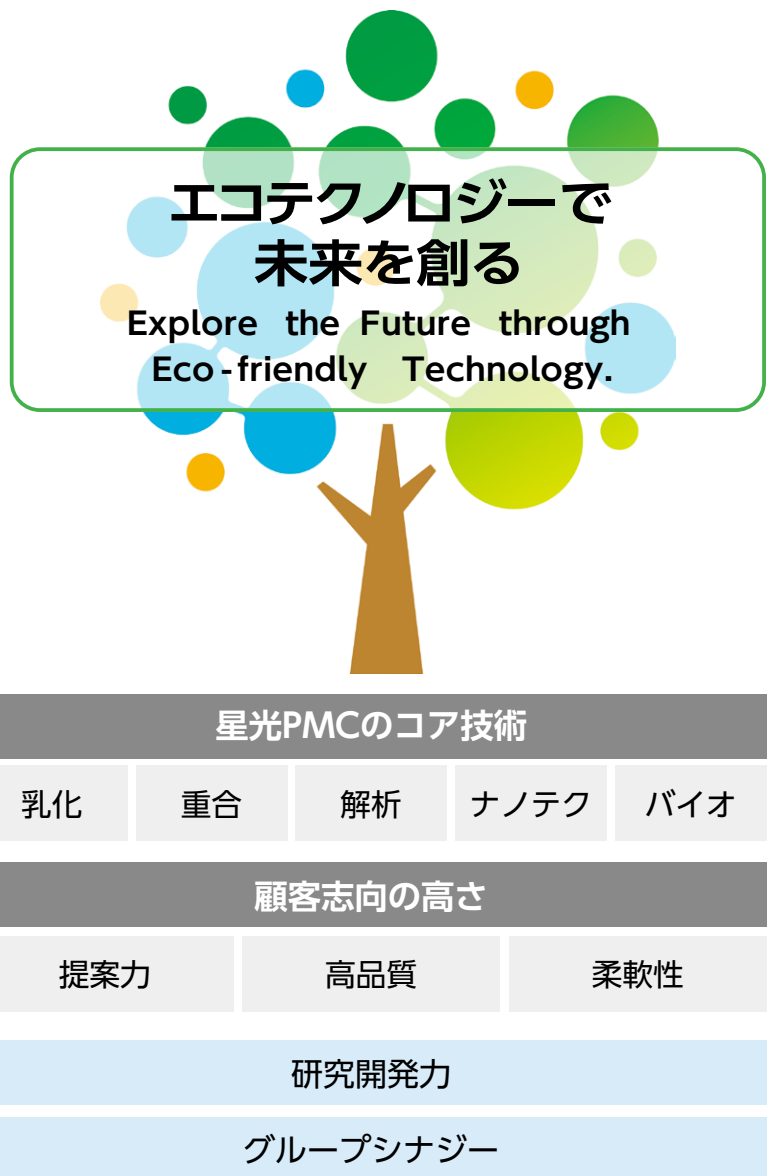 エコテクノロジーで
未来を創る
Explore the Future through
Eco-friendly Technology.
星光PMCのコア技術
乳化 重合 解析 ナノテク バイオ
顧客志向の高さ
提案力 高品質 柔軟性
研究開発力
グループシナジー